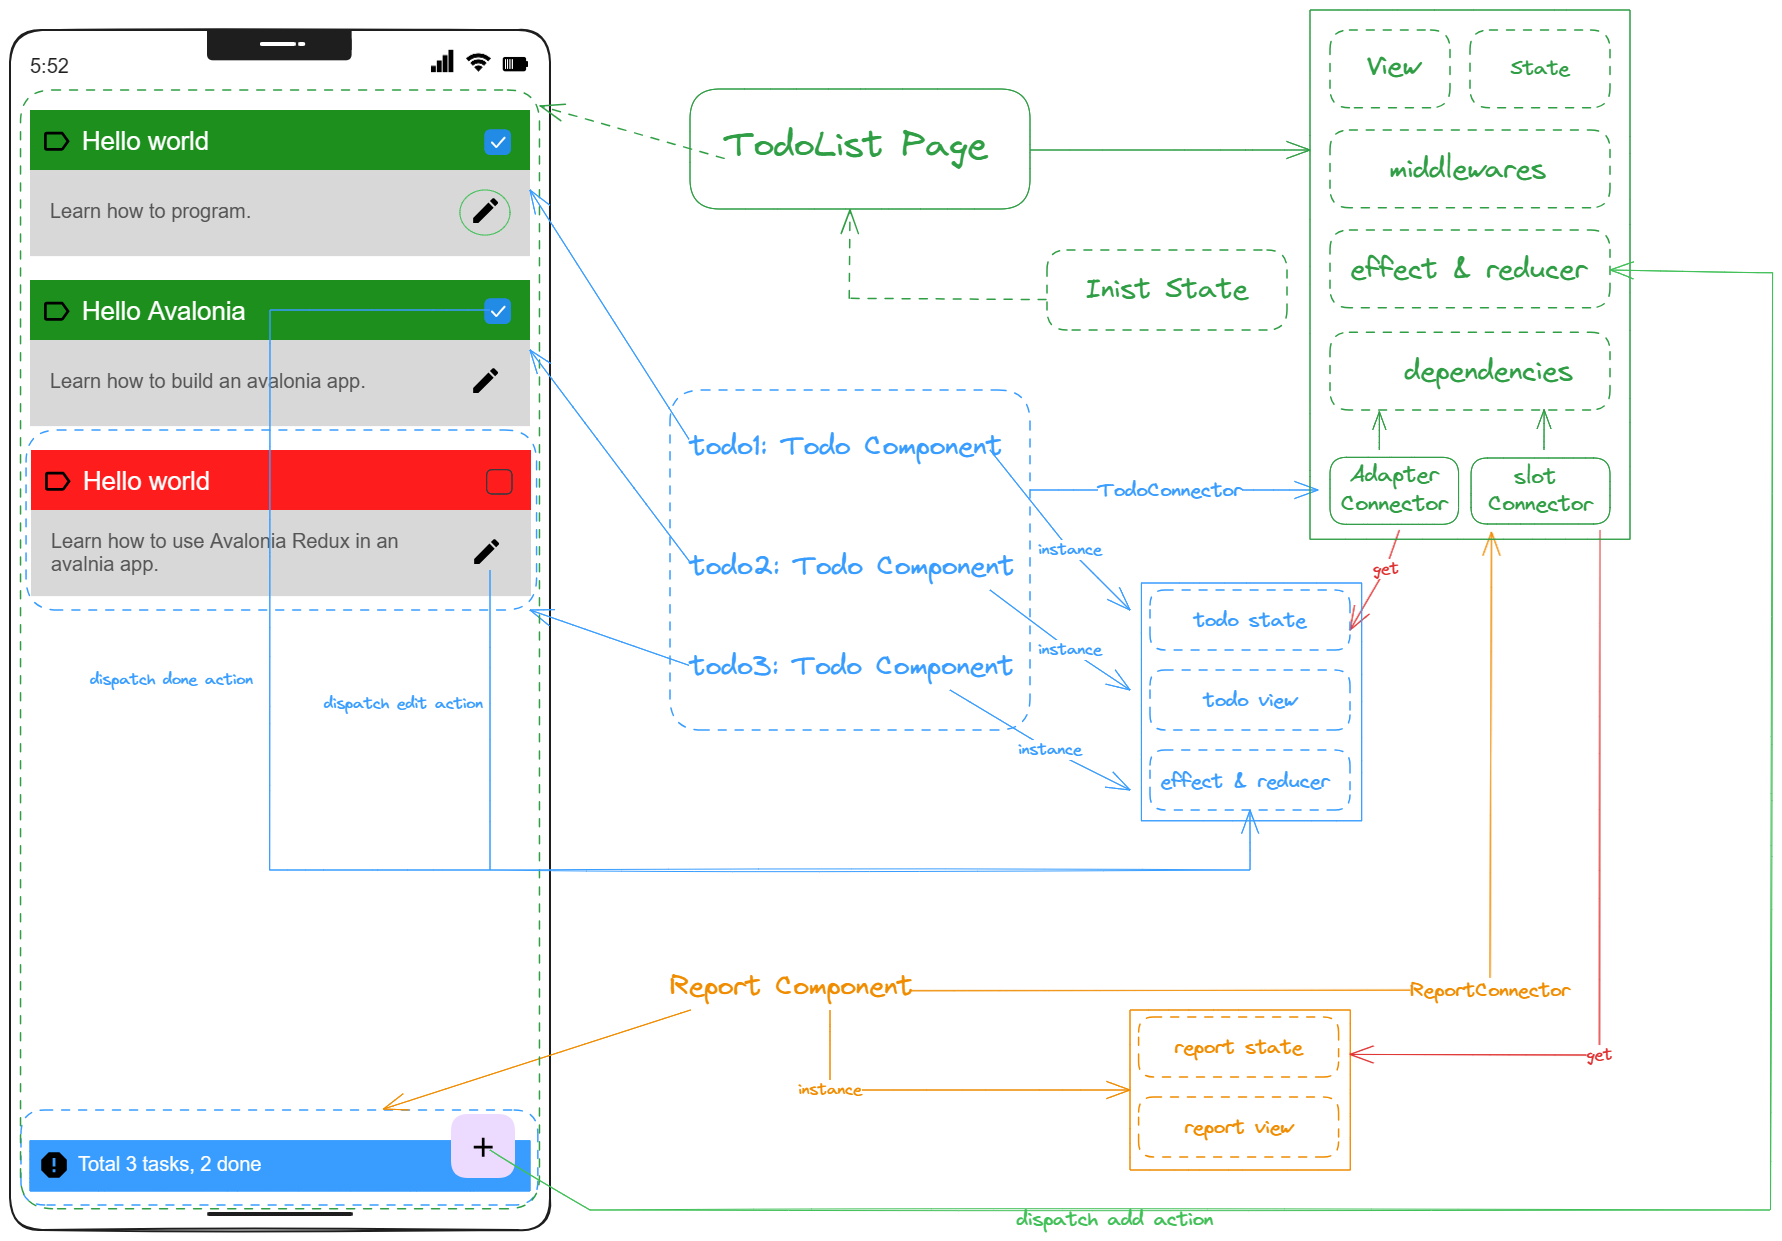 5:52
Hello world
Learn how to program.
Hello Avalonia
Learn how to build an avalonia app.
Hello world
Learn how to use Avalonia Redux in an
avalnia app.
dispatch done action
dispatch edit action
Total 3 tasks, 2 done
+
TodoList Page
Inist State
View
State
middlewares
effect & reducer
dependencies
Adapter
Connector
slot
Connector
todo1: Todo Component
TodoConnector
instance
todo2: Todo Component
instance
todo3: Todo Component
instance
get
todo state
todo view
effect & reducer
Report Component
ReportConnector
instance
report state
report view
get
dispatch add action